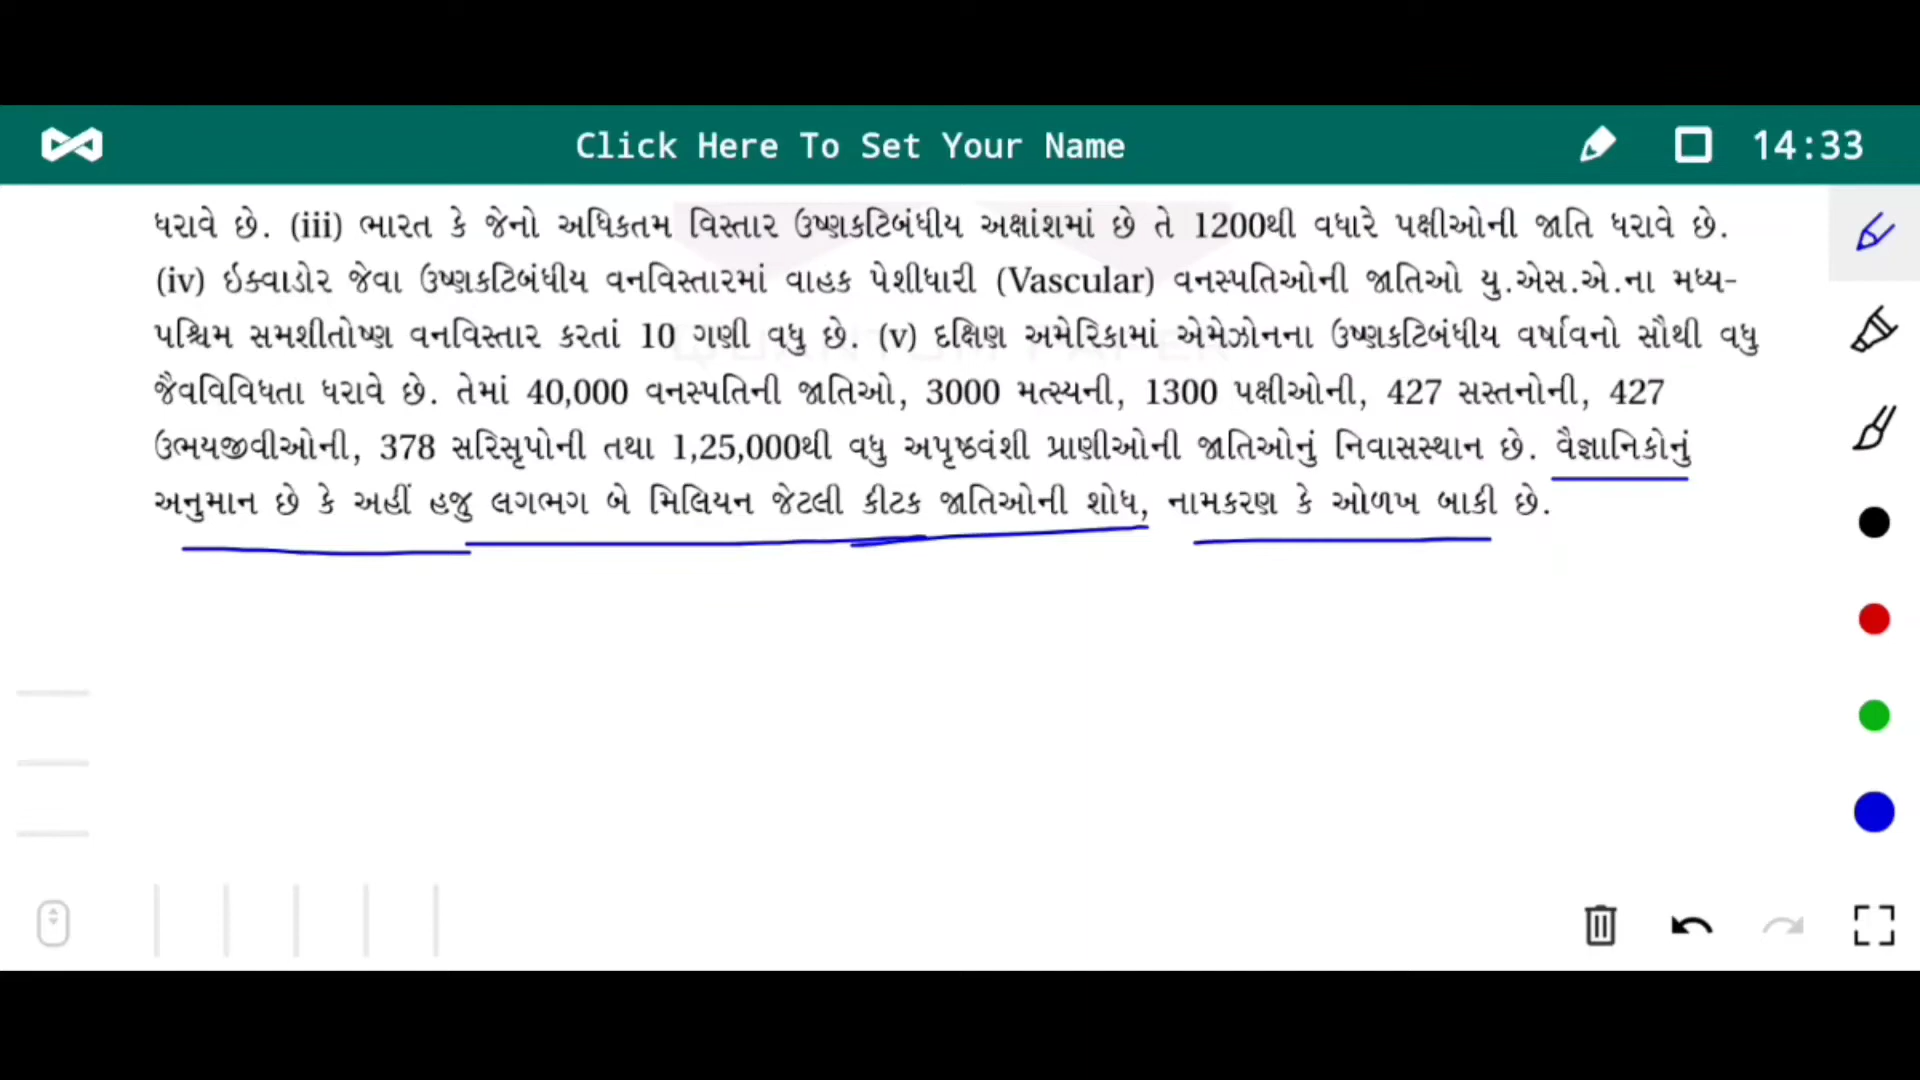 Click Here To Set Your Name
14:33
ધરાવે છે. (iii) ભારત કે જેનો અધિકતમ વિસ્તાર ઉષ્ણકટિબંધીય અક્ષાંશમાં છે તે 1200થી વધારે પક્ષીઓની જાતિ ધરાવે છે.
(iv) ઇક્વાડોર જેવા ઉષ્ણકટિબંધીય વનવિસ્તારમાં વાહક પેશીધારી (Vascular) વનસ્પતિઓની જાતિઓ યુ.એસ.એ.ના મધ્ય-
પશ્ચિમ સમશીતોષ્ણ વનવિસ્તાર કરતાં 10 ગણી વધુ છે. (v) દક્ષિણ અમેરિકામાં એમેઝોનના ઉષ્ણકટિબંધીય વર્ષાવનો સૌથી વધુ
જૈવવિવિધતા ધરાવે છે. તેમાં 40,000 વનસ્પતિની જાતિઓ, 3000 મત્સ્યની, 1300 પક્ષીઓની, 427 સસ્તનોની, 427
ઉભયજીવીઓની, 378 સરિસૃપોની તથા 1,25,000થી વધુ અપૃષ્ઠવંશી પ્રાણીઓની જાતિઓનું નિવાસસ્થાન છે. વૈજ્ઞાનિકોનું
અનુમાન છે કે અહીં હજુ લગભગ બે મિલિયન જેટલી કીટક જાતિઓની શોધ, નામકરણ કે ઓળખ બાકી છે.